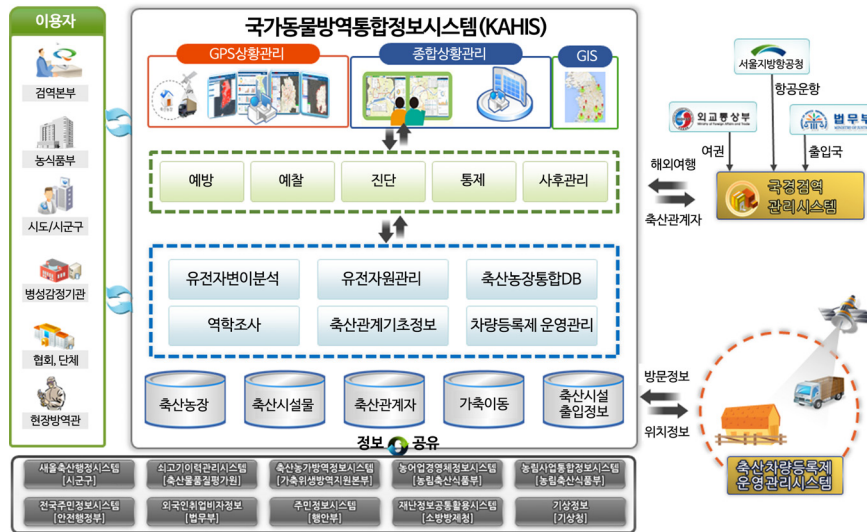 이용자
검역본부
농식품부
시도/시군구
병성감정기관
협회, 단체
현장방역관
국가동물방역통합정보시스템(KAHIS)
GPS상황관리
종합상황관리
GIS
예방
예찰
진단
통제
사후관리
유전자변이분석
유전자원관리
축산농장통합DB
역학조사
축산관계기초정보
차량등록제 운영관리
축산농장
축산시설물
축산관계자
가축이동
축산시설
출입정보
정보 공유
새올축산행정시스템
[시군구]
쇠고기이력관리시스템
[축산물품질평가원]
축산농가방역정보시스템
[가축위생방역지원본부]
농어업경영체정보시스템
[농림축산식품부]
농림사업통합정보시스템
[농림축산식품부]
전국주민정보시스템
[안전행정부]
외국인취업비자정보
[법무부]
주민정보시스템
[행안부]
재난정보공통활용시스템
[소방방재청]
기상정보
[기상청]
서울지방항공청
항공운항
외교통상부
Ministry of Foreign Affairs and Trade
법무부
여권
출입국
해외여행
축산관계자
국경검역
관리시스템
방문정보
위치정보
축산차량등록제
운영관리시스템